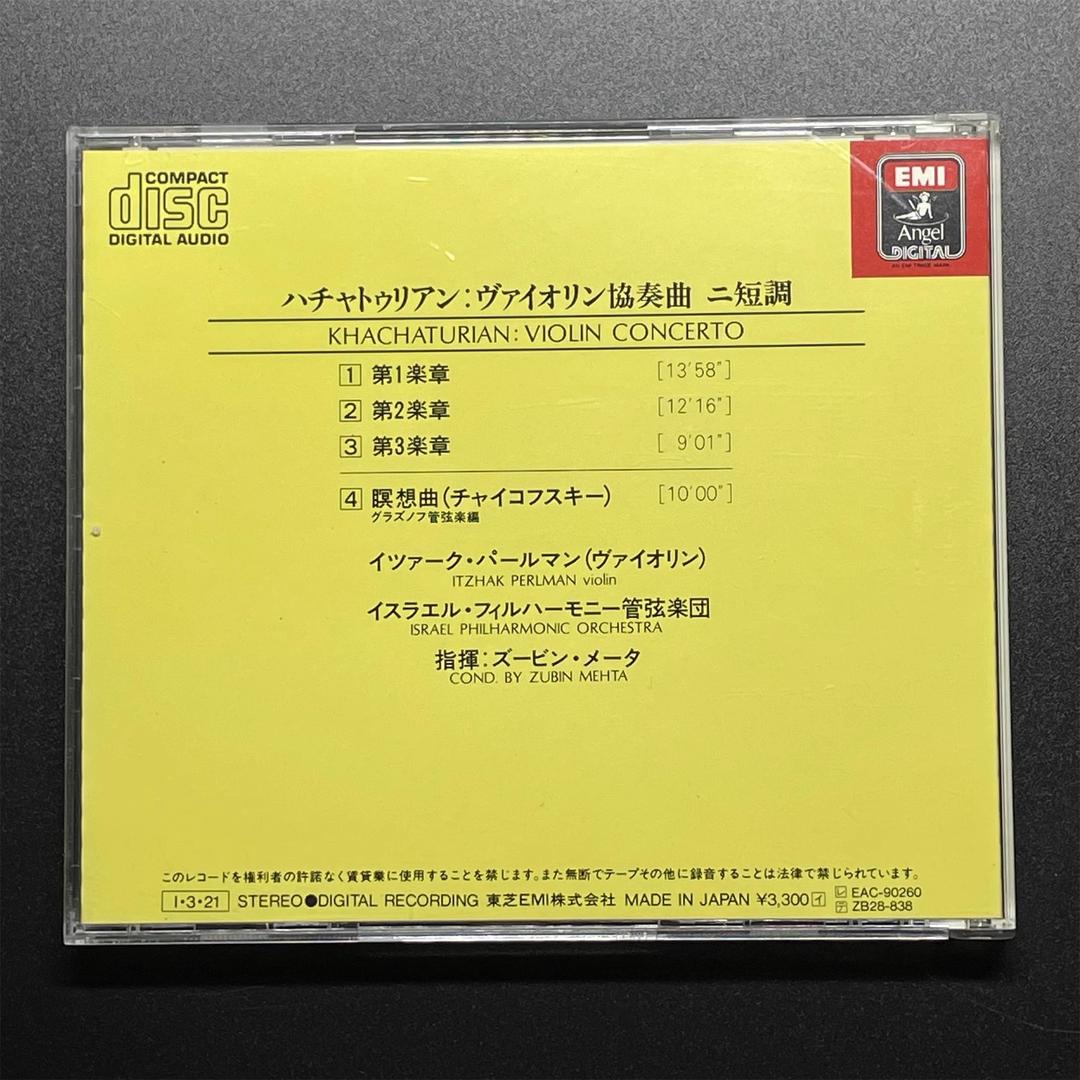 COMPACT
disc
DIGITAL AUDIO
EMI
Angel
DIGITAL
AN EMI TRADE MARK
ハチャトゥリアン:ヴァイオリン協奏曲 ニ短調
KHACHATURIAN: VIOLIN CONCERTO
1 第1楽章 [13'58"]
2 第2楽章 [12'16"]
3 第3楽章 [ 9'01"]
4 瞑想曲(チャイコフスキー) [10'00"]
グラズノフ管弦楽編
イツァーク・パールマン(ヴァイオリン)
ITZHAK PERLMAN violin
イスラエル・フィルハーモニー管弦楽団
ISRAEL PHILHARMONIC ORCHESTRA
指揮:ズービン・メータ
COND. BY ZUBIN MEHTA
このレコードを権利者の許諾なく賃貸業に使用することを禁じます。また無断でテープその他に録音することは法律で禁じられています。
I・3・21 STEREO●DIGITAL RECORDING 東芝EMI株式会社 MADE IN JAPAN ¥3,300イ
レ EAC-90260
デ ZB28-838